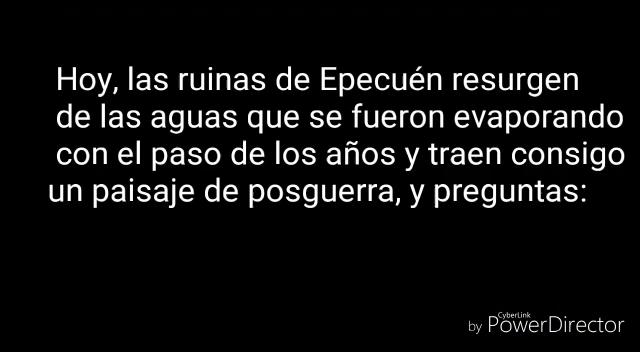 Hoy, las ruinas de Epecuén resurgen
de las aguas que se fueron evaporando
con el paso de los años y traen consigo
un paisaje de posguerra, y preguntas:
CyberLink
by PowerDirector